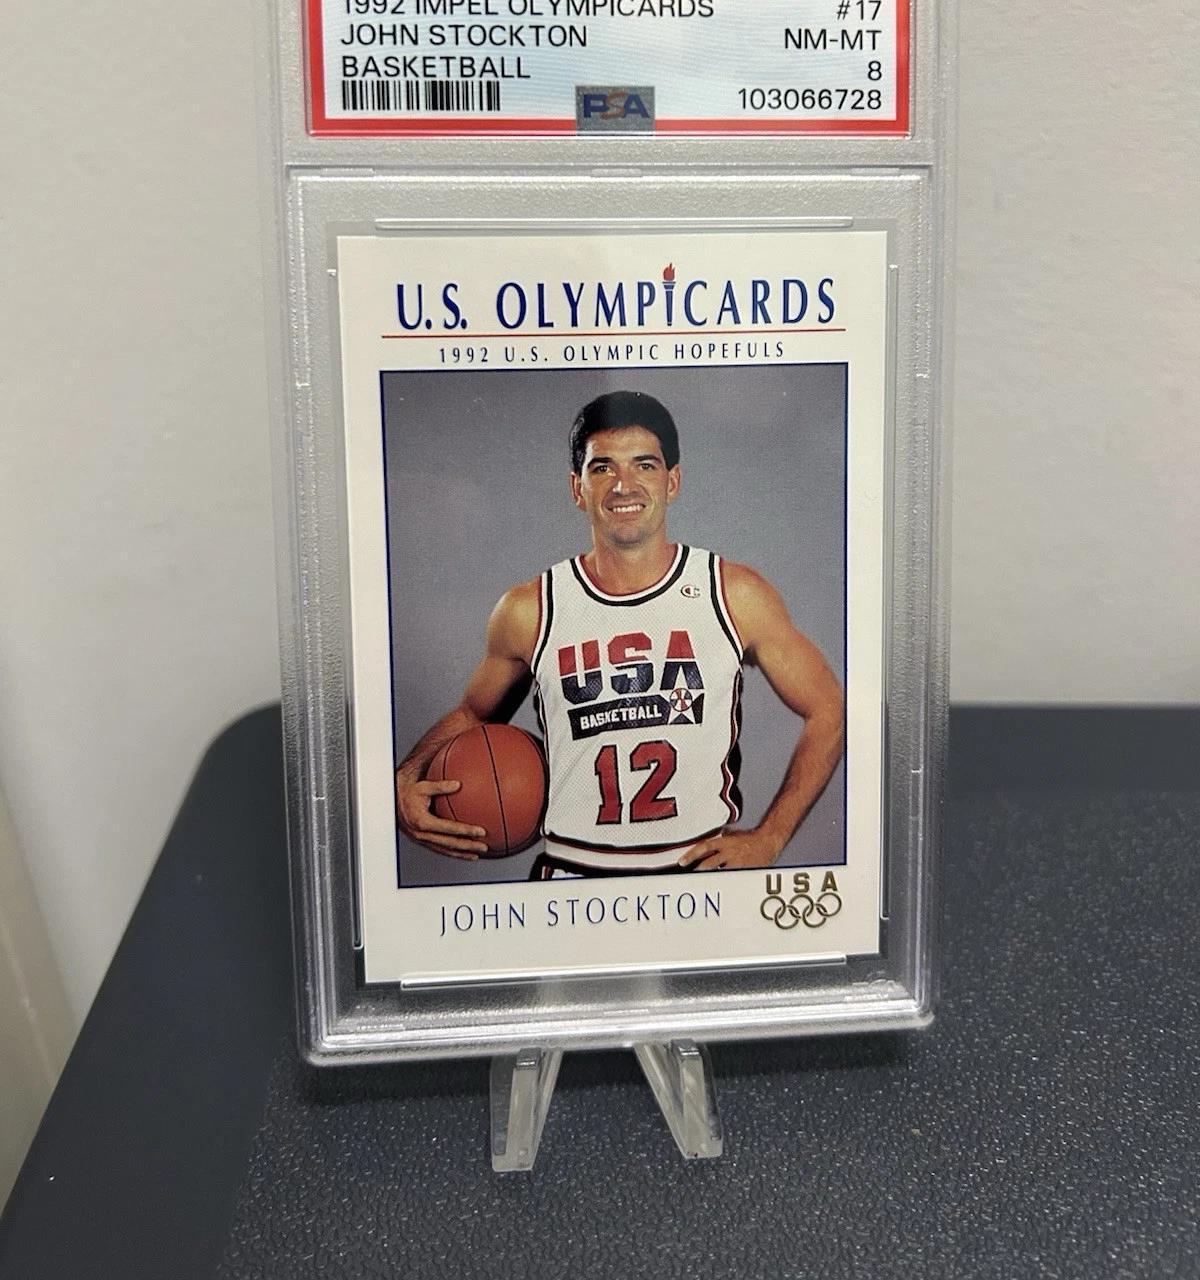 1992 IMPEL OLYMPICARDS #17
JOHN STOCKTON NM-MT
BASKETBALL 8
PSA 103066728
U.S. OLYMPICARDS
1992 U.S. OLYMPIC HOPEFULS
C
USA
BASKETBALL
12
JOHN STOCKTON
USA